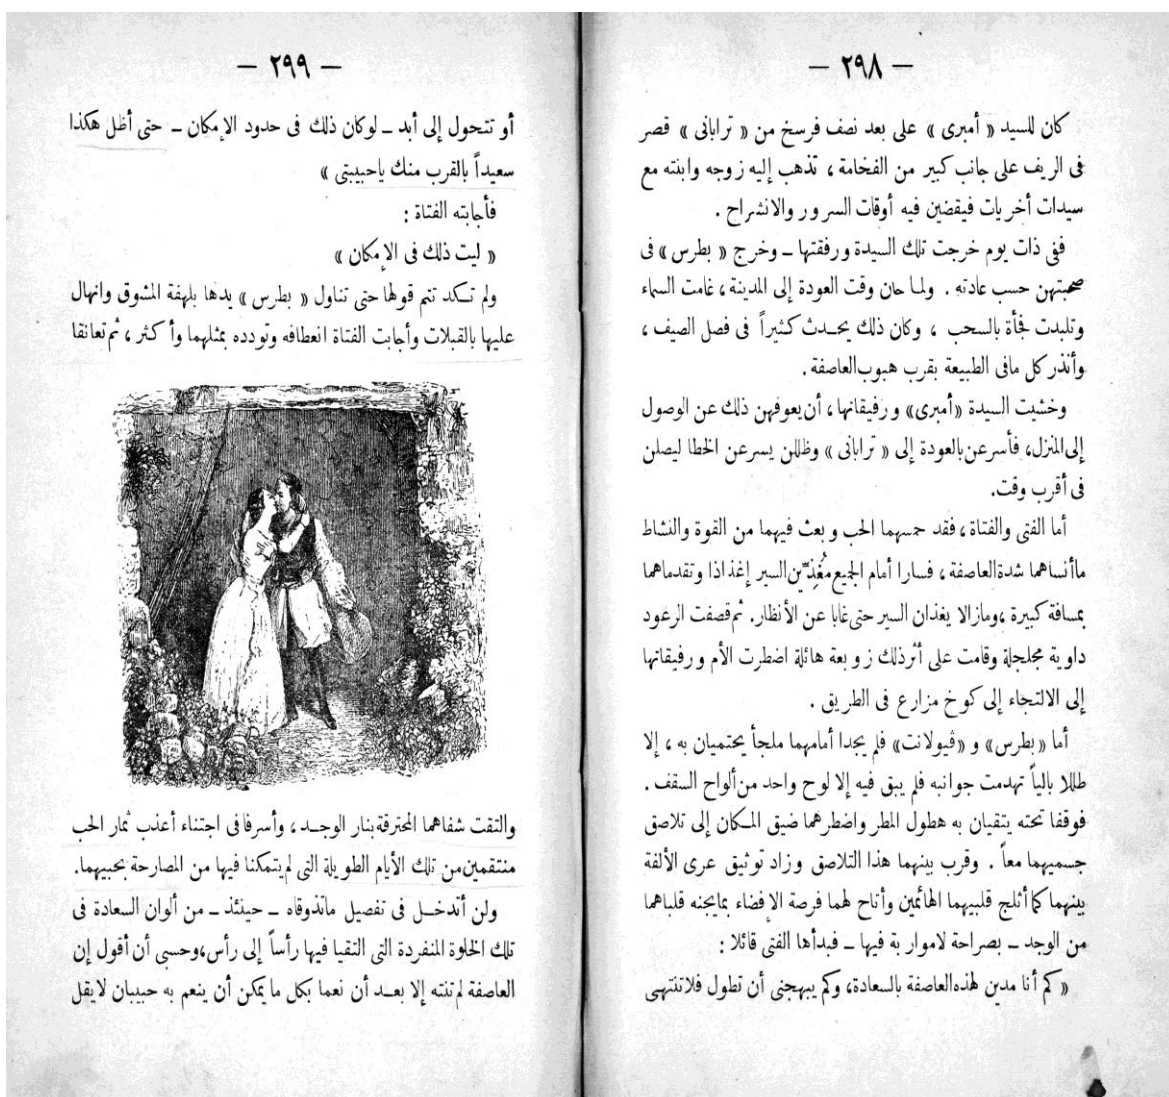 — ٢٩٨ —
كان للسيد « أمبرى » على بعد نصف فرسخ من « ترابانى » قصر
فى الريف على جانب كبير من الفخامة ، تذهب إليه زوجه وابنته مع
سيدات أخريات فيقضين فيه أوقات السرور والانشراح .
ففى ذات يوم خرجت تلك السيدة ورفقتها – وخرج « بطرس » فى
صحبتهن حسب عادته . ولما حان وقت العودة إلى المدينة ، غامت السماء
وتلبدت فجأة بالسحب ، وكان ذلك يحدث كثيراً فى فصل الصيف ،
وأنذر كل مافى الطبيعة بقرب هبوب العاصفة .
وخشيت السيدة «أمبرى» ورفيقاتها ، أن يعوقهن ذلك عن الوصول
إلى المنزل، فأسرعن بالعودة إلى « ترابانى » وظللن يسرعن الخطا ليصلن
فى أقرب وقت.
أما الفتى والفتاة ، فقد حمسهما الحب وبعث فيهما من القوة والنشاط
ماأنساهما شدة العاصفة ، فسارا أمام الجميع مُغِذِّين السير إغذاذا وتقدماهما
بمسافة كبيرة ،ومازالا يغذان السير حتى غابا عن الأنظار. ثم قصفت الرعود
داوية مجلجلة وقامت على أثرذلك زوبعة هائلة اضطرت الأم ورفيقاتها
إلى الالتجاء إلى كوخ مزارع فى الطريق .
أما «بطرس» و «ڤيولانت» فلم يجدا أمامهما ملجأ يحتميان به ، إلا
طللا بالياً تهدمت جوانبه فلم يبق فيه إلا لوح واحد من ألواح السقف .
فوقفا تحته يتقيان به هطول المطر واضطرهما ضيق المكان إلى تلاصق
جسميهما معاً . وقرب بينهما هذا التلاصق وزاد توثيق عرى الألفة
بينهما كما أثلج قلبيهما الهائمين وأتاح لهما فرصة الإفضاء بمايجنه قلباهما
من الوجد – بصراحة لاموار بة فيها – فبدأها الفتى قائلا :
« كم أنا مدين لهذه العاصفة بالسعادة، وكم يبهجنى أن تطول فلا تنتهى
— ٢٩٩ —
أو تتحول إلى أبد – لوكان ذلك فى حدود الإمكان – حتى أظل هكذا
سعيداً بالقرب منك ياحبيبتى »
فأجابته الفتاة :
« ليت ذلك فى الإمكان »
ولم تكد تتم قولها حتى تناول « بطرس » يدها بلهفة المشوق وانهال
عليها بالقبلات وأجابت الفتاة انعطافه وتودده بمثلهما وأكثر ، ثم تعانقا
والتقت شفاهما المحترقة بنار الوجد ، وأسرفا فى اجتناء أعذب ثمار الحب
منتقمين من تلك الأيام الطويلة التى لم يتمكنا فيها من المصارحة بحبيهما.
ولن أتدخل فى تفصيل ماتذوقاه – حينئذ – من ألوان السعادة فى
تلك الخلوة المنفردة التى التقيا فيها رأساً إلى رأس،وحسبى أن أقول إن
العاصفة لم تنته إلا بعد أن نعما بكل مايمكن أن ينعم به حبيبان لايقل